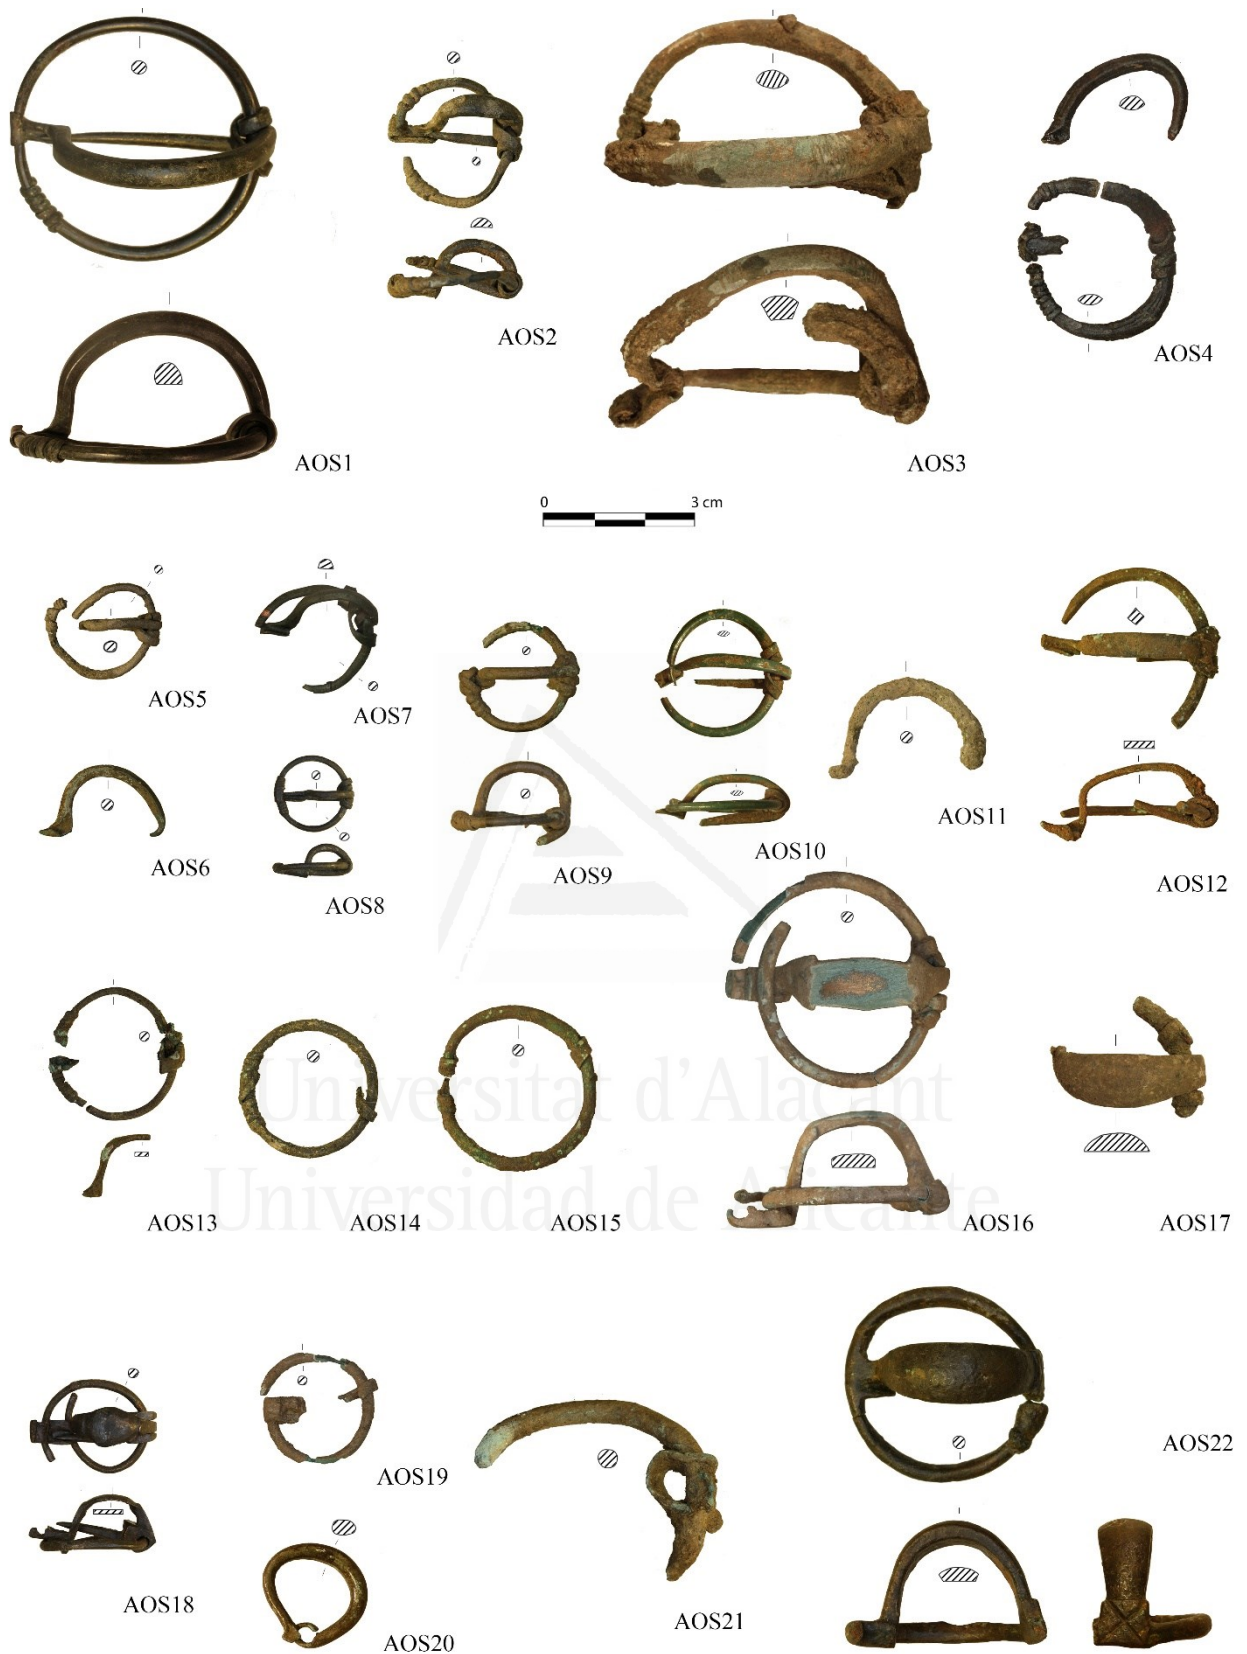 AOS1
AOS2
AOS3
AOS4
0 3 cm
AOS5
AOS7
AOS6
AOS8
AOS9
AOS10
AOS11
AOS12
AOS13
AOS14
AOS15
AOS16
AOS17
Universitat d'Alacant
Universidad de Alicante
AOS18
AOS19
AOS20
AOS21
AOS22